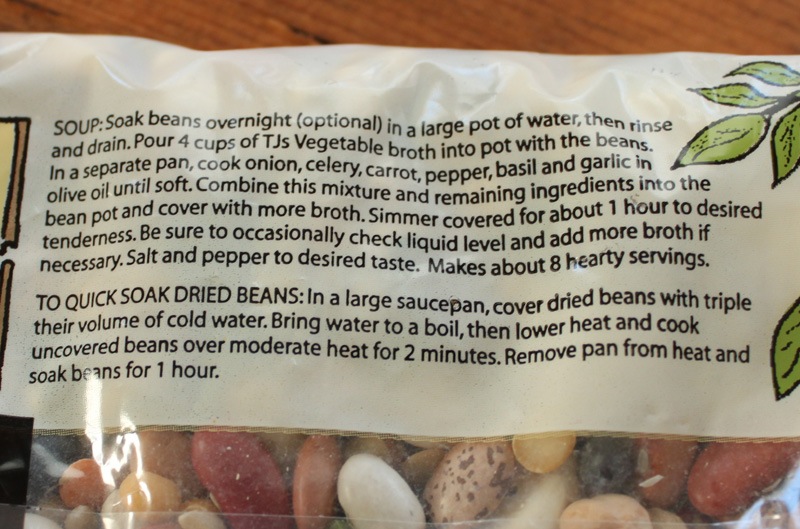 SOUP: Soak beans overnight (optional) in a large pot of water, then rinse
and drain. Pour 4 cups of TJs Vegetable broth into pot with the beans.
In a separate pan, cook onion, celery, carrot, pepper, basil and garlic in
olive oil until soft. Combine this mixture and remaining ingredients into the
bean pot and cover with more broth. Simmer covered for about 1 hour to desired
tenderness. Be sure to occasionally check liquid level and add more broth if
necessary. Salt and pepper to desired taste. Makes about 8 hearty servings.
TO QUICK SOAK DRIED BEANS: In a large saucepan, cover dried beans with triple
their volume of cold water. Bring water to a boil, then lower heat and cook
uncovered beans over moderate heat for 2 minutes. Remove pan from heat and
soak beans for 1 hour.